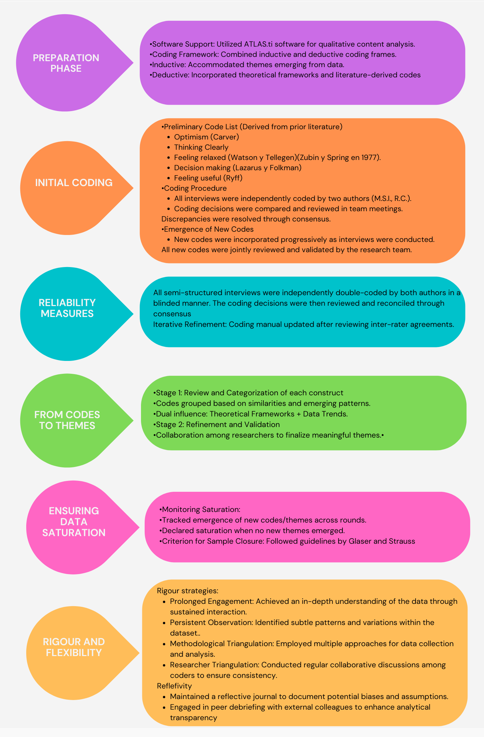 PREPARATION
PHASE
•Software Support: Utilized ATLAS.ti software for qualitative content analysis.
•Coding Framework: Combined inductive and deductive coding frames.
•Inductive: Accommodated themes emerging from data.
•Deductive: Incorporated theoretical frameworks and literature-derived codes
INITIAL CODING
•Preliminary Code List (Derived from prior literature)
• Optimism (Carver)
• Thinking Clearly
• Feeling relaxed (Watson y Tellegen)(Zubin y Spring en 1977).
• Decision making (Lazarus y Folkman)
• Feeling useful (Ryff)
•Coding Procedure
• All interviews were independently coded by two authors (M.S.I., R.C.).
• Coding decisions were compared and reviewed in team meetings.
Discrepancies were resolved through consensus.
•Emergence of New Codes
• New codes were incorporated progressively as interviews were conducted.
All new codes were jointly reviewed and validated by the research team.
RELIABILITY
MEASURES
All semi-structured interviews were independently double-coded by both authors in a
blinded manner. The coding decisions were then reviewed and reconciled through
consensus
Iterative Refinement: Coding manual updated after reviewing inter-rater agreements.
FROM CODES
TO THEMES
•Stage 1: Review and Categorization of each construct
•Codes grouped based on similarities and emerging patterns.
•Dual influence: Theoretical Frameworks + Data Trends.
•Stage 2: Refinement and Validation
•Collaboration among researchers to finalize meaningful themes.•
ENSURING
DATA
SATURATION
•Monitoring Saturation:
•Tracked emergence of new codes/themes across rounds.
•Declared saturation when no new themes emerged.
•Criterion for Sample Closure: Followed guidelines by Glaser and Strauss
RIGOUR AND
FLEXIBILITY
Rigour strategies:
• Prolonged Engagement: Achieved an in-depth understanding of the data through
sustained interaction.
• Persistent Observation: Identified subtle patterns and variations within the
dataset..
• Methodological Triangulation: Employed multiple approaches for data collection
and analysis.
• Researcher Triangulation: Conducted regular collaborative discussions among
coders to ensure consistency.
Reflefivity
• Maintained a reflective journal to document potential biases and assumptions.
• Engaged in peer debriefing with external colleagues to enhance analytical
transparency